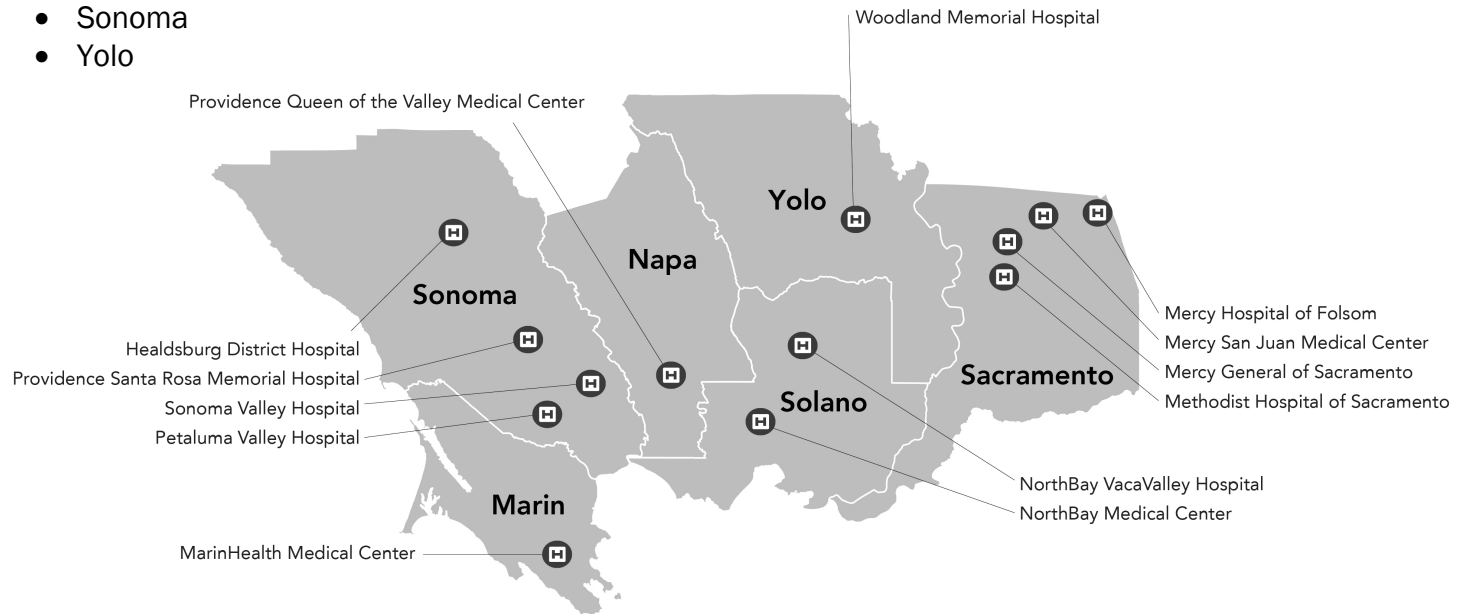 • Sonoma
• Yolo
Woodland Memorial Hospital
Providence Queen of the Valley Medical Center
Yolo
Napa
Sonoma
Healdsburg District Hospital
Providence Santa Rosa Memorial Hospital
Sonoma Valley Hospital
Petaluma Valley Hospital
Mercy Hospital of Folsom
Mercy San Juan Medical Center
Mercy General of Sacramento
Methodist Hospital of Sacramento
Sacramento
Solano
NorthBay VacaValley Hospital
NorthBay Medical Center
Marin
MarinHealth Medical Center